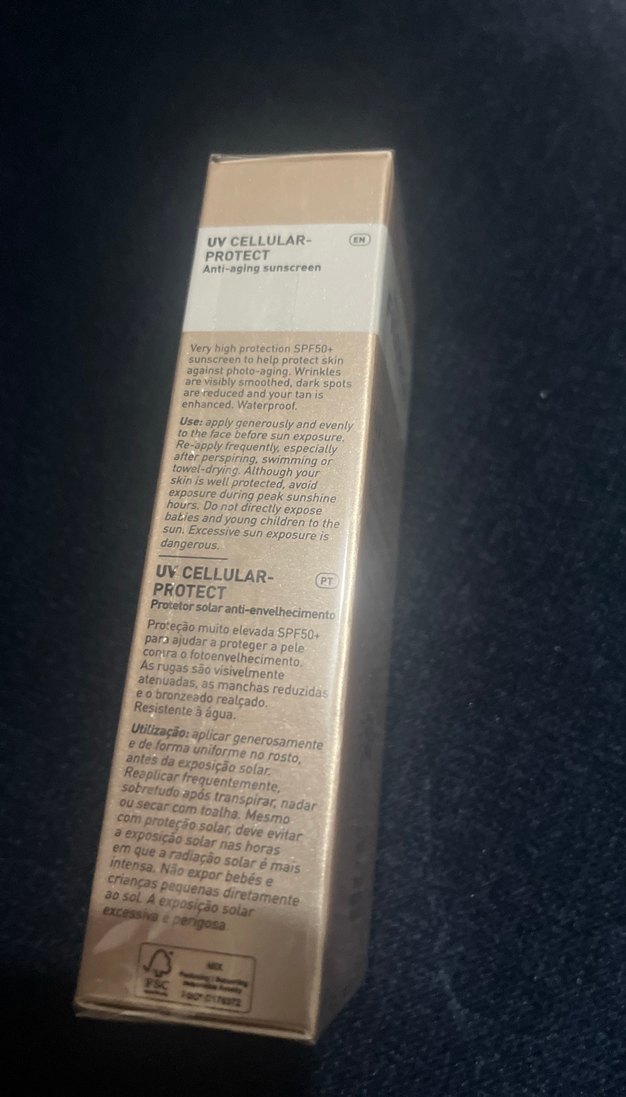 UV CELLULAR-
PROTECT
EN
Anti-aging sunscreen
Very high protection SPF50+
sunscreen to help protect skin
against photo-aging. Wrinkles
are visibly smoothed, dark spots
are reduced and your tan is
enhanced. Waterproof.
Use: apply generously and evenly
to the face before sun exposure.
Re-apply frequently, especially
after perspiring, swimming or
towel-drying. Although your
skin is well protected, avoid
exposure during peak sunshine
hours. Do not directly expose
babies and young children to the
sun. Excessive sun exposure is
dangerous.
UV CELLULAR-
PROTECT
PT
Protetor solar anti-envelhecimento
Proteção muito elevada SPF50+
para ajudar a proteger a pele
contra o fotoenvelhecimento.
As rugas são visivelmente
atenuadas, as manchas reduzidas
e o bronzeado realçado.
Resistente à água.
Utilização: aplicar generosamente
e de forma uniforme no rosto,
antes da exposição solar.
Reaplicar frequentemente,
sobretudo após transpirar, nadar
ou secar com toalha. Mesmo
com proteção solar, deve evitar
a exposição solar nas horas
em que a radiação solar é mais
intensa. Não expor bebés e
crianças pequenas diretamente
ao sol. A exposição solar
excessiva é perigosa.
FSC
MIX